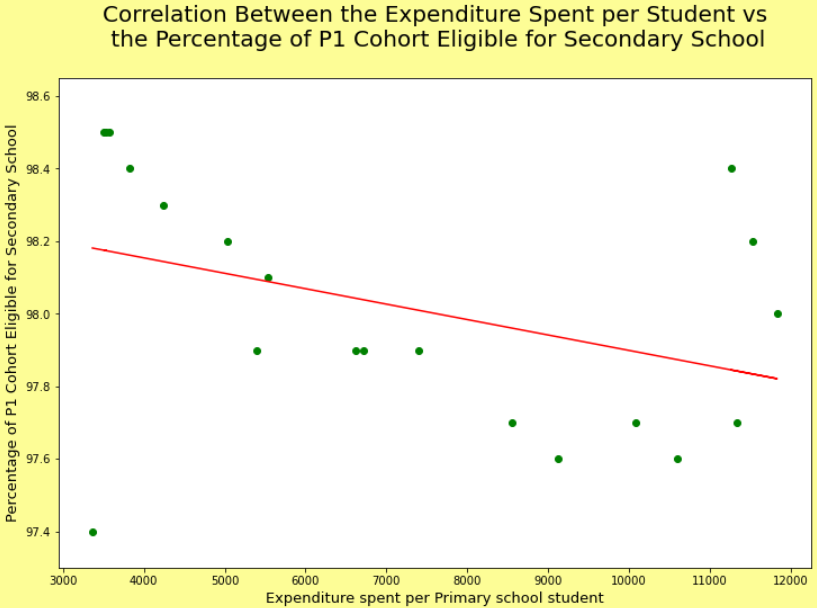 Correlation Between the Expenditure Spent per Student vs
the Percentage of P1 Cohort Eligible for Secondary School
Percentage of P1 Cohort Eligible for Secondary School
98.6
98.4
98.2
98.0
97.8
97.6
97.4
3000 4000 5000 6000 7000 8000 9000 10000 11000 12000
Expenditure spent per Primary school student